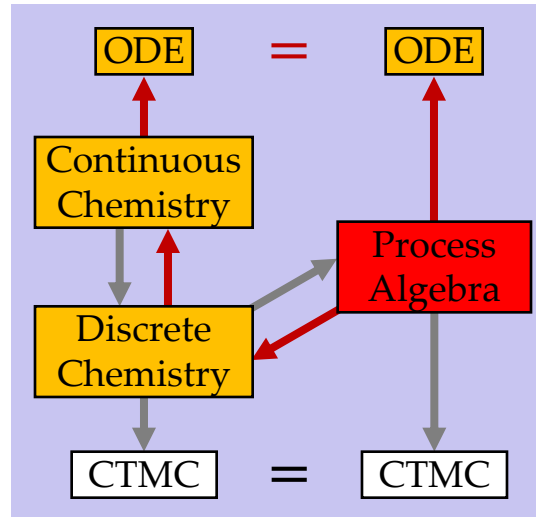 ODE = ODE
Continuous
Chemistry
Process
Algebra
Discrete
Chemistry
CTMC = CTMC